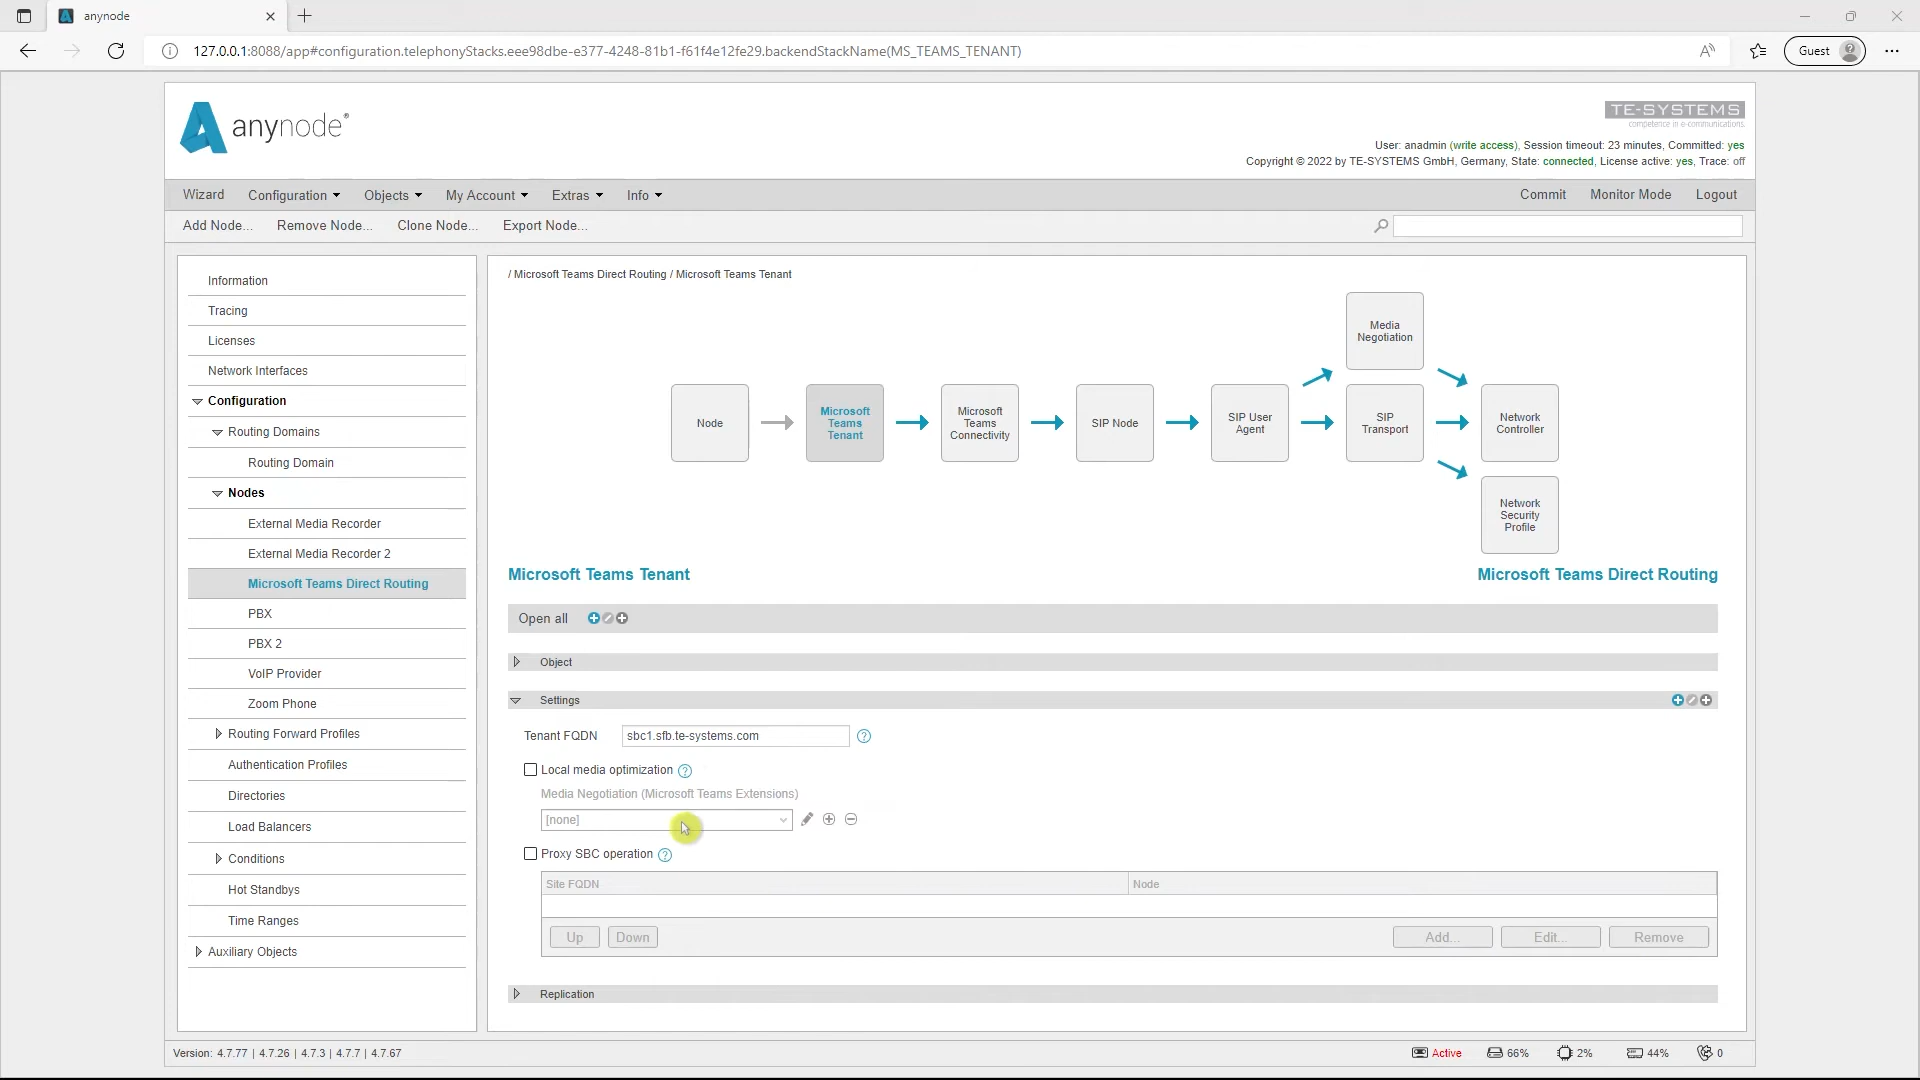 anynode
127.0.0.1:8088/app#configuration.telephonyStacks.eee98dbe-e377-4248-81b1-f61f4e12fe29.backendStackName(MS_TEAMS_TENANT)
Guest
anynode®
TE-SYSTEMS
competence in e-communications.
User: anadmin (write access), Session timeout: 23 minutes, Committed: yes
Copyright © 2022 by TE-SYSTEMS GmbH, Germany, State: connected, License active: yes, Trace: off
Wizard Configuration Objects My Account Extras Info Commit Monitor Mode Logout
Add Node... Remove Node... Clone Node... Export Node...
Information
Tracing
Licenses
Network Interfaces
Configuration
Routing Domains
Routing Domain
Nodes
External Media Recorder
External Media Recorder 2
Microsoft Teams Direct Routing
PBX
PBX 2
VoIP Provider
Zoom Phone
Routing Forward Profiles
Authentication Profiles
Directories
Load Balancers
Conditions
Hot Standbys
Time Ranges
Auxiliary Objects
/ Microsoft Teams Direct Routing / Microsoft Teams Tenant
Node
Microsoft
Teams
Tenant
Microsoft
Teams
Connectivity
SIP Node
SIP User
Agent
Media
Negotiation
SIP
Transport
Network
Controller
Network
Security
Profile
Microsoft Teams Tenant Microsoft Teams Direct Routing
Open all
Object
Settings
Tenant FQDN sbc1.sfb.te-systems.com
Local media optimization
Media Negotiation (Microsoft Teams Extensions)
[none]
Proxy SBC operation
Site FQDN Node
Up Down Add... Edit... Remove
Replication
Version: 4.7.77 | 4.7.26 | 4.7.3 | 4.7.7 | 4.7.67 Active 66% 2% 44% 0